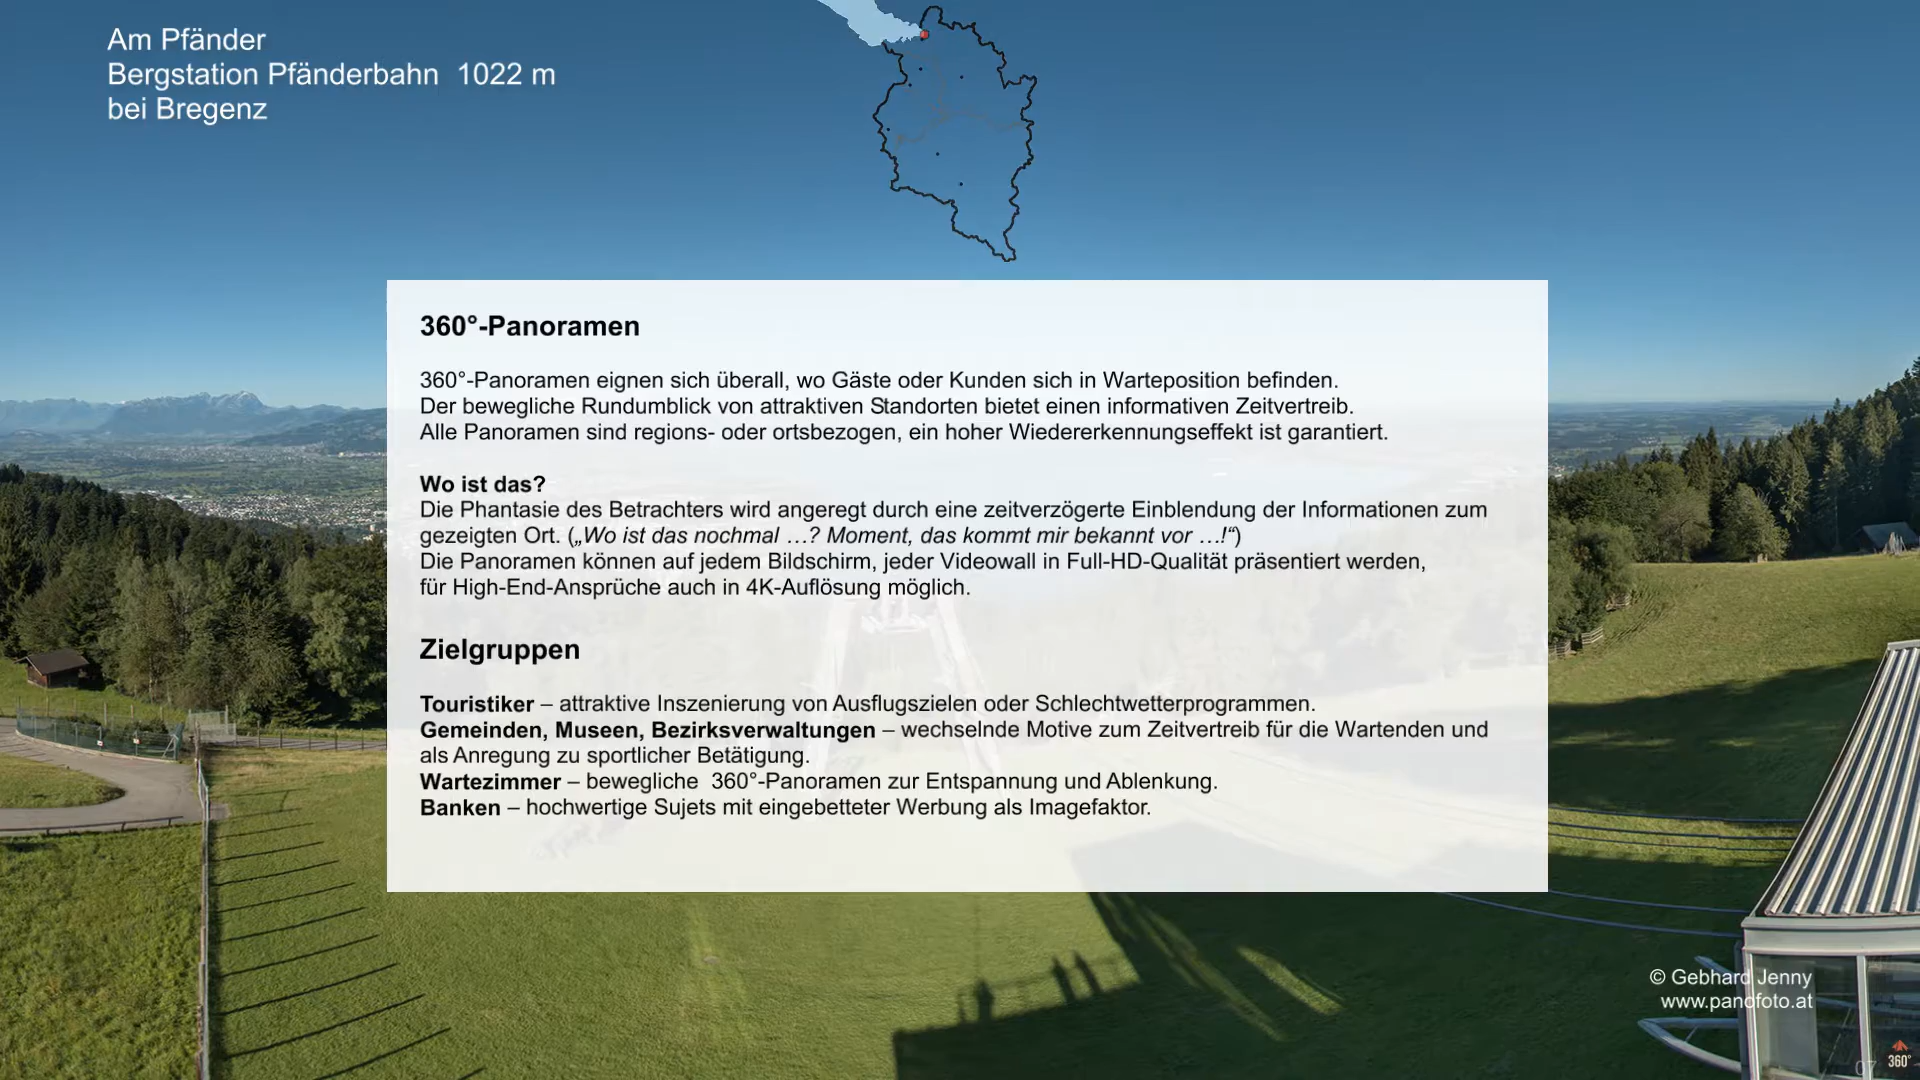 Am Pfänder
Bergstation Pfänderbahn  1022 m
bei Bregenz
360°-Panoramen
360°-Panoramen eignen sich überall, wo Gäste oder Kunden sich in Warteposition befinden.
Der bewegliche Rundumblick von attraktiven Standorten bietet einen informativen Zeitvertreib.
Alle Panoramen sind regions- oder ortsbezogen, ein hoher Wiedererkennungseffekt ist garantiert.
Wo ist das?
Die Phantasie des Betrachters wird angeregt durch eine zeitverzögerte Einblendung der Informationen zum
gezeigten Ort. („Wo ist das nochmal …? Moment, das kommt mir bekannt vor …!“)
Die Panoramen können auf jedem Bildschirm, jeder Videowall in Full-HD-Qualität präsentiert werden,
für High-End-Ansprüche auch in 4K-Auflösung möglich.
Zielgruppen
Touristiker – attraktive Inszenierung von Ausflugszielen oder Schlechtwetterprogrammen.
Gemeinden, Museen, Bezirksverwaltungen – wechselnde Motive zum Zeitvertreib für die Wartenden und
als Anregung zu sportlicher Betätigung.
Wartezimmer – bewegliche  360°-Panoramen zur Entspannung und Ablenkung.
Banken – hochwertige Sujets mit eingebetteter Werbung als Imagefaktor.
© Gebhard Jenny
www.panofoto.at
07
360°